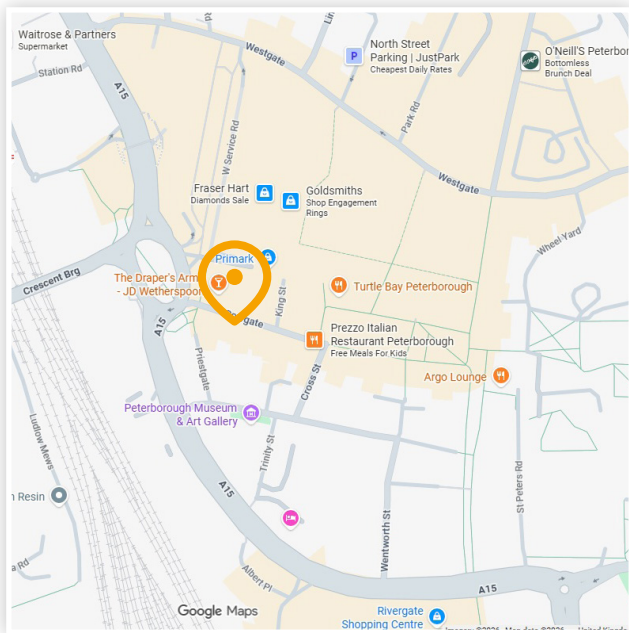 Waitrose & Partners
Supermarket
Station Rd
A15
Westgate
North Street
Parking | JustPark
Cheapest Daily Rates
P
O'Neill's Peterbor
Bottomless
Brunch Deal
Park Rd
W Service Rd
Westgate
Fraser Hart
Diamonds Sale
Goldsmiths
Shop Engagement
Rings
Wheel Yard
Crescent Brg
Primark
The Draper's Arm
- JD Wetherspoon
King St
Turtle Bay Peterborough
A15
Priestgate
Prezzo Italian
Restaurant Peterborough
Free Meals For Kids
Cross St
Argo Lounge
Peterborough Museum
& Art Gallery
Ludlow Mews
Trinity St
A15
n Resin
St Peters Rd
Wentworth St
a Rd
Albert Pl
A15
Google Maps
Rivergate
Shopping Centre